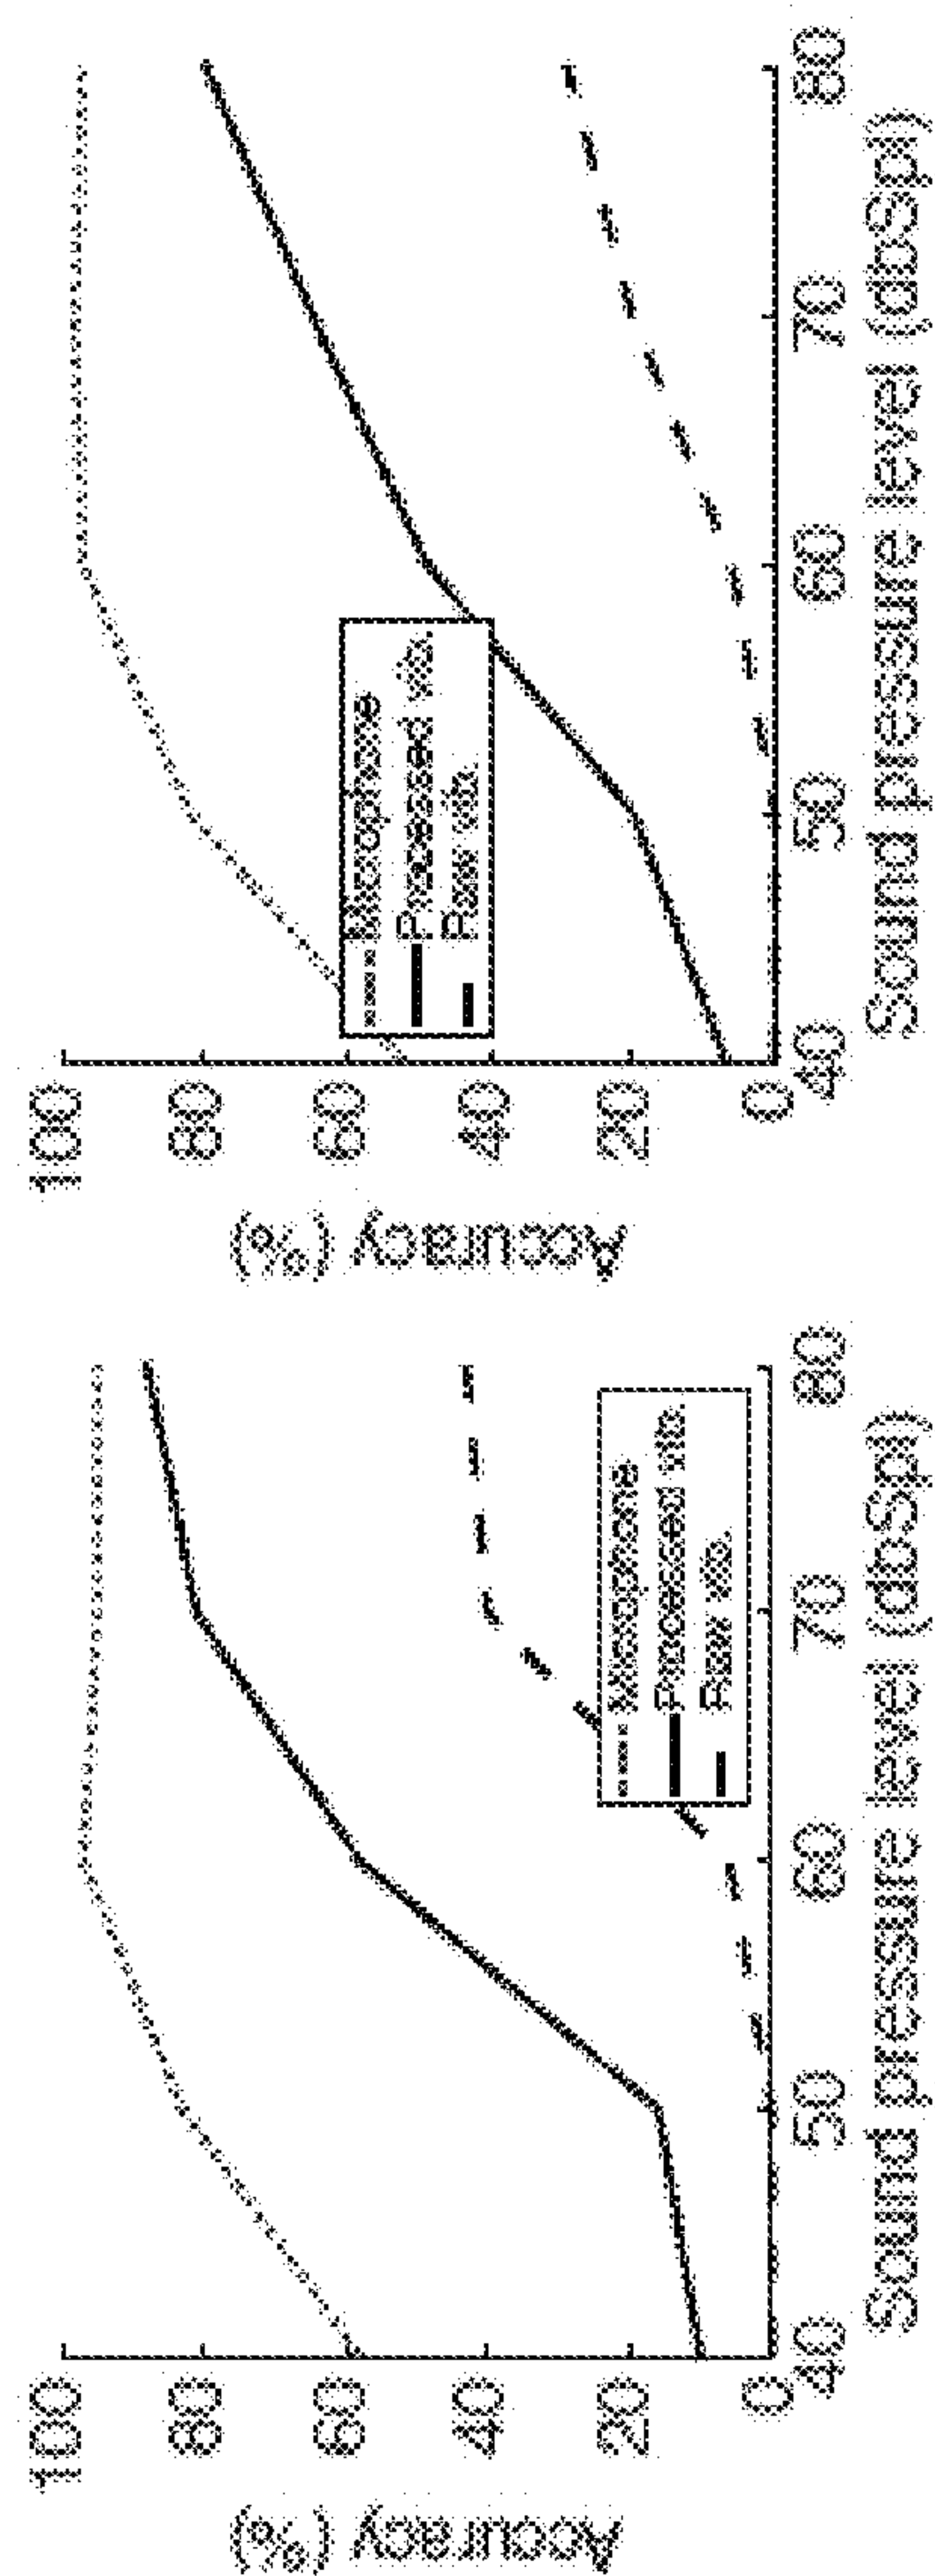 Accuracy (%)
100
80
60
40
20
0
Microphone
Processed vib.
Raw vib.
40
50
60
70
80
Sound pressure level (dbSpl)
Accuracy (%)
100
80
60
40
20
0
Microphone
Processed vib.
Raw vib.
40
50
60
70
80
Sound pressure level (dbSpl)